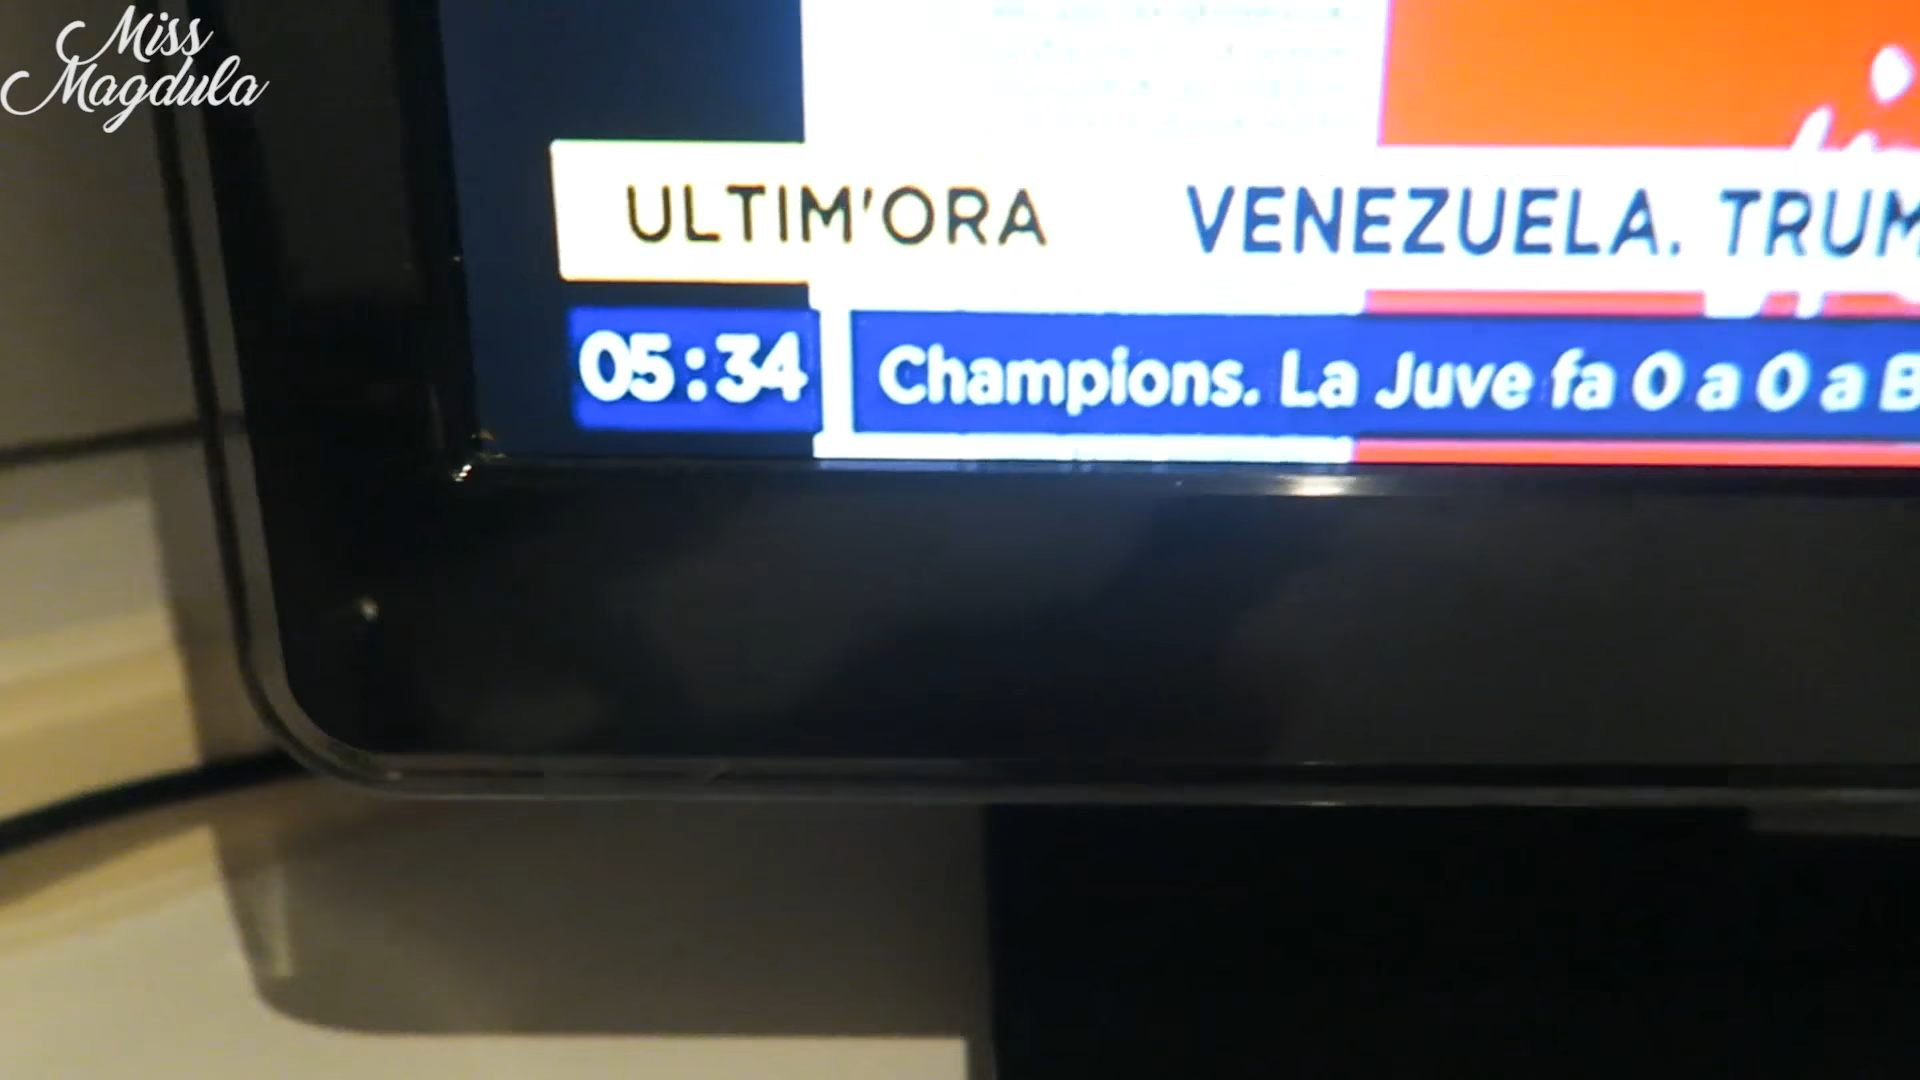 Miss
Magdula
ULTIM'ORA VENEZUELA. TRUM
05:34 Champions. La Juve fa 0 a 0 a B